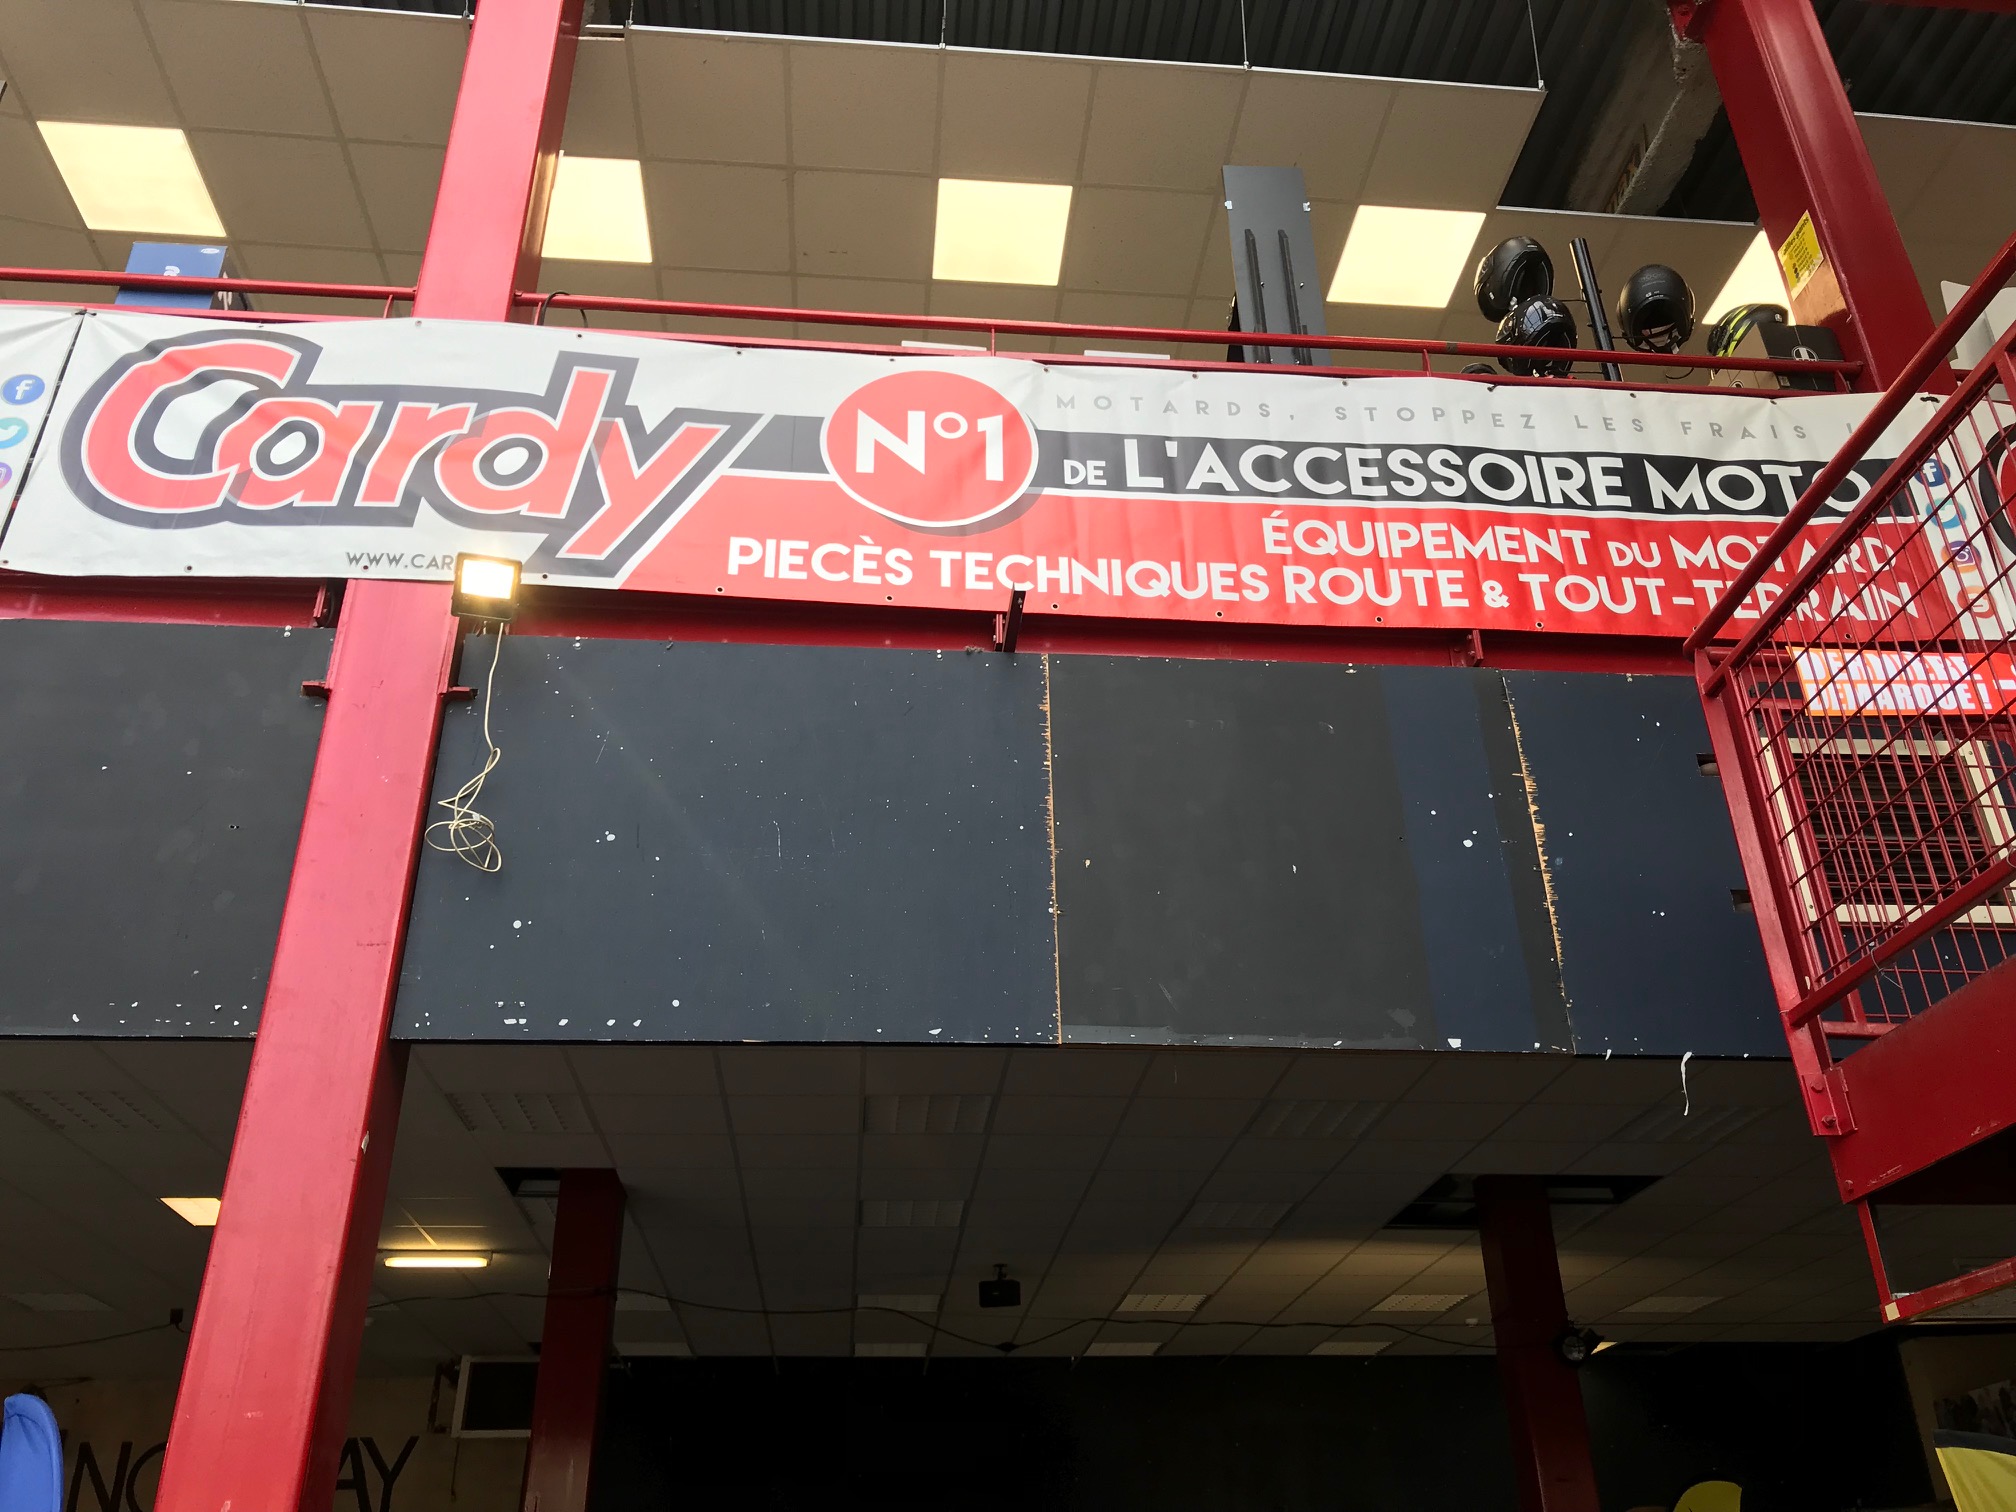 Cardy
N°1
MOTARDS, STOPPEZ LES FRAIS !
DE L'ACCESSOIRE MOTO
ÉQUIPEMENT DU MOTARD
PIECÈS TECHNIQUES ROUTE & TOUT-TERRAIN
WWW.CAR
DÉMARQUE !